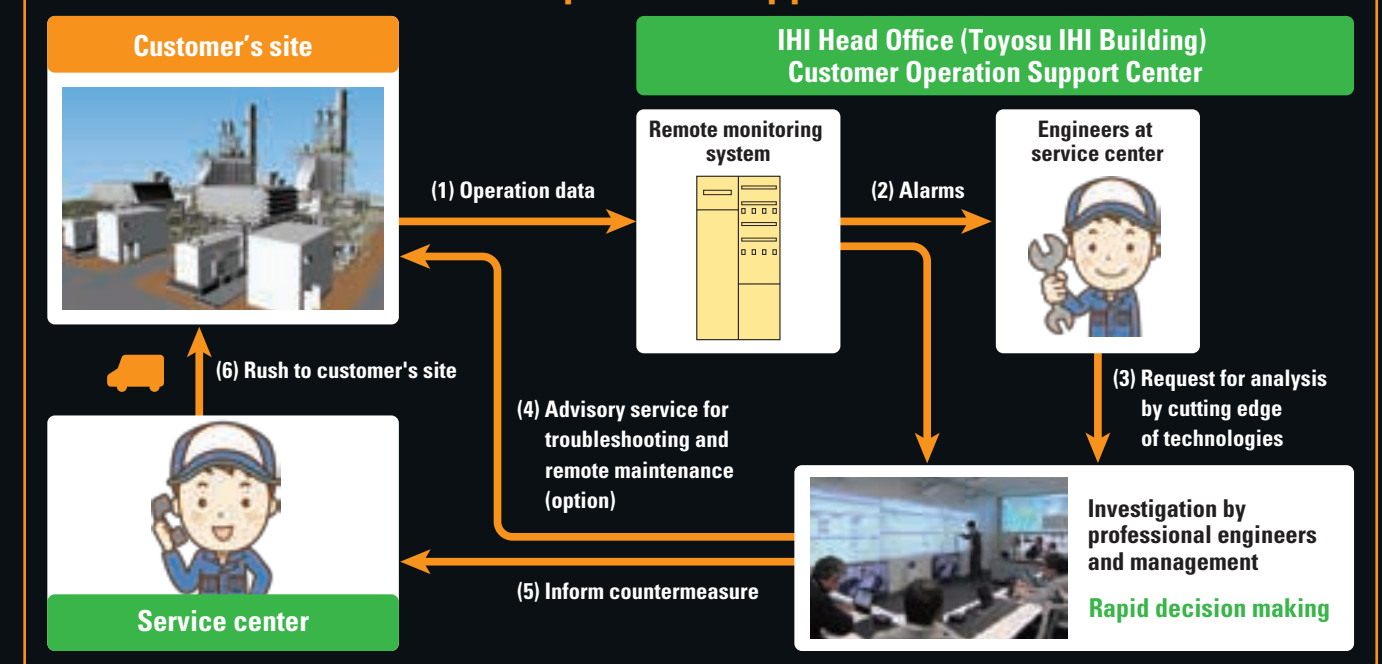 Customer's site
IHI Head Office (Toyosu IHI Building)
Customer Operation Support Center
Remote monitoring
system
Engineers at
service center
(1) Operation data
(2) Alarms
(3) Request for analysis
by cutting edge
of technologies
(4) Advisory service for
troubleshooting and
remote maintenance
(option)
(5) Inform countermeasure
(6) Rush to customer's site
Service center
Investigation by
professional engineers
and management
Rapid decision making